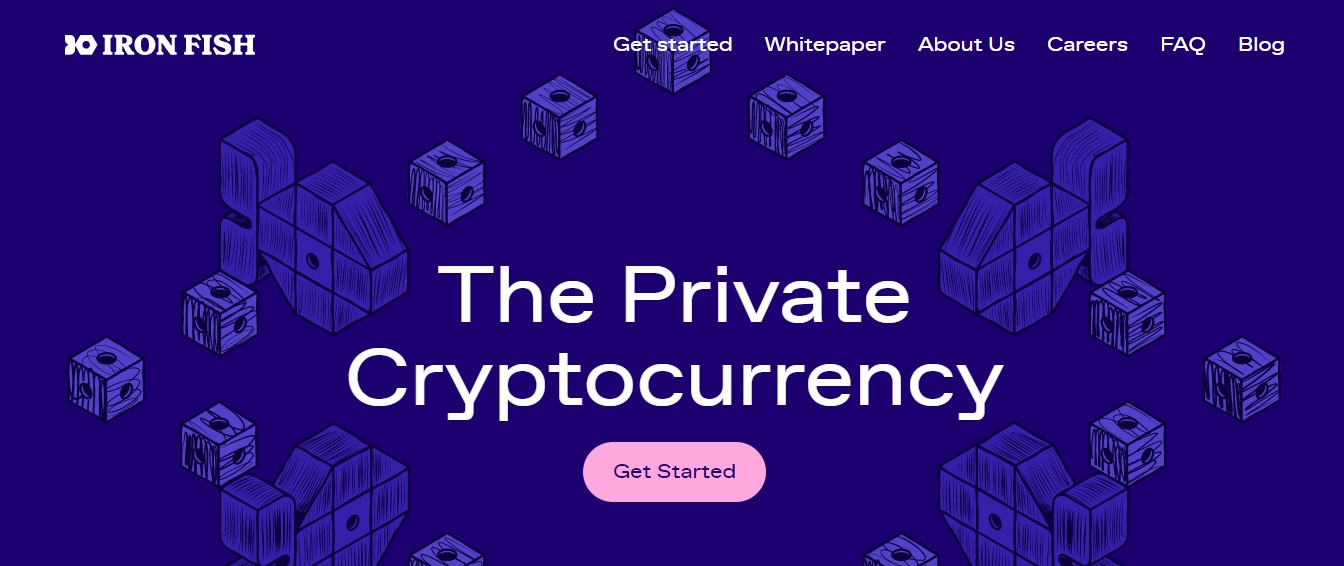 IRON FISH
Get started Whitepaper About Us Careers FAQ Blog
The Private
Cryptocurrency
Get Started